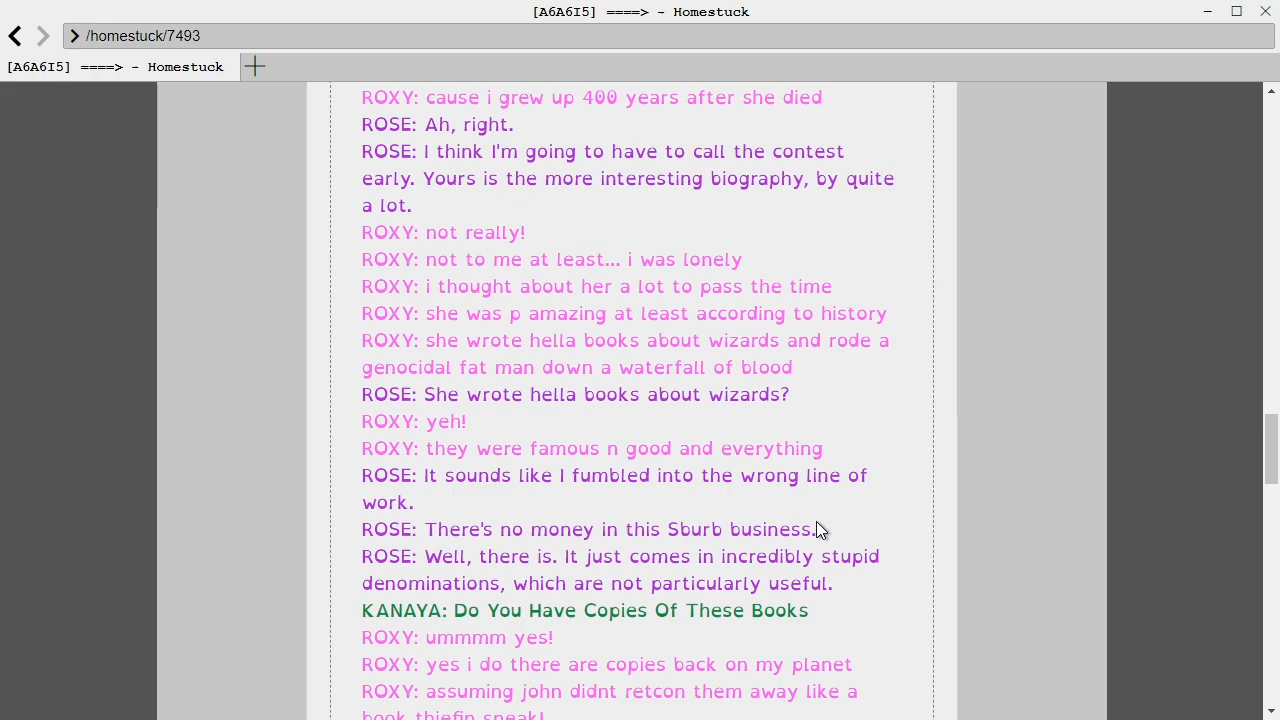 [A6A6I5] ====> - Homestuck
/homestuck/7493
[A6A6I5] ====> - Homestuck
ROXY: cause i grew up 400 years after she died
ROSE: Ah, right.
ROSE: I think I'm going to have to call the contest
early. Yours is the more interesting biography, by quite
a lot.
ROXY: not really!
ROXY: not to me at least... i was lonely
ROXY: i thought about her a lot to pass the time
ROXY: she was p amazing at least according to history
ROXY: she wrote hella books about wizards and rode a
genocidal fat man down a waterfall of blood
ROSE: She wrote hella books about wizards?
ROXY: yeh!
ROXY: they were famous n good and everything
ROSE: It sounds like I fumbled into the wrong line of
work.
ROSE: There's no money in this Sburb business.
ROSE: Well, there is. It just comes in incredibly stupid
denominations, which are not particularly useful.
KANAYA: Do You Have Copies Of These Books
ROXY: ummmm yes!
ROXY: yes i do there are copies back on my planet
ROXY: assuming john didnt retcon them away like a
book thiefin sneak!